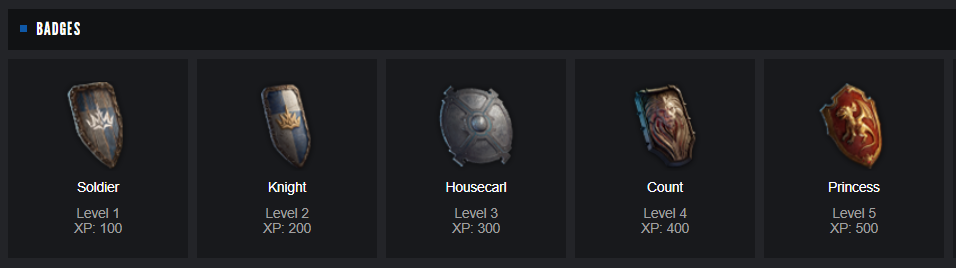 BADGES
Soldier
Level 1
XP: 100
Knight
Level 2
XP: 200
Housecarl
Level 3
XP: 300
Count
Level 4
XP: 400
Princess
Level 5
XP: 500